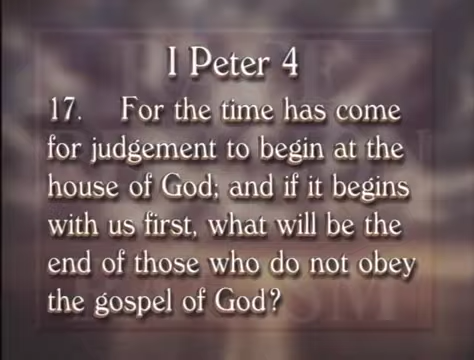 I Peter 4
17. For the time has come
for judgement to begin at the
house of God; and if it begins
with us first, what will be the
end of those who do not obey
the gospel of God?